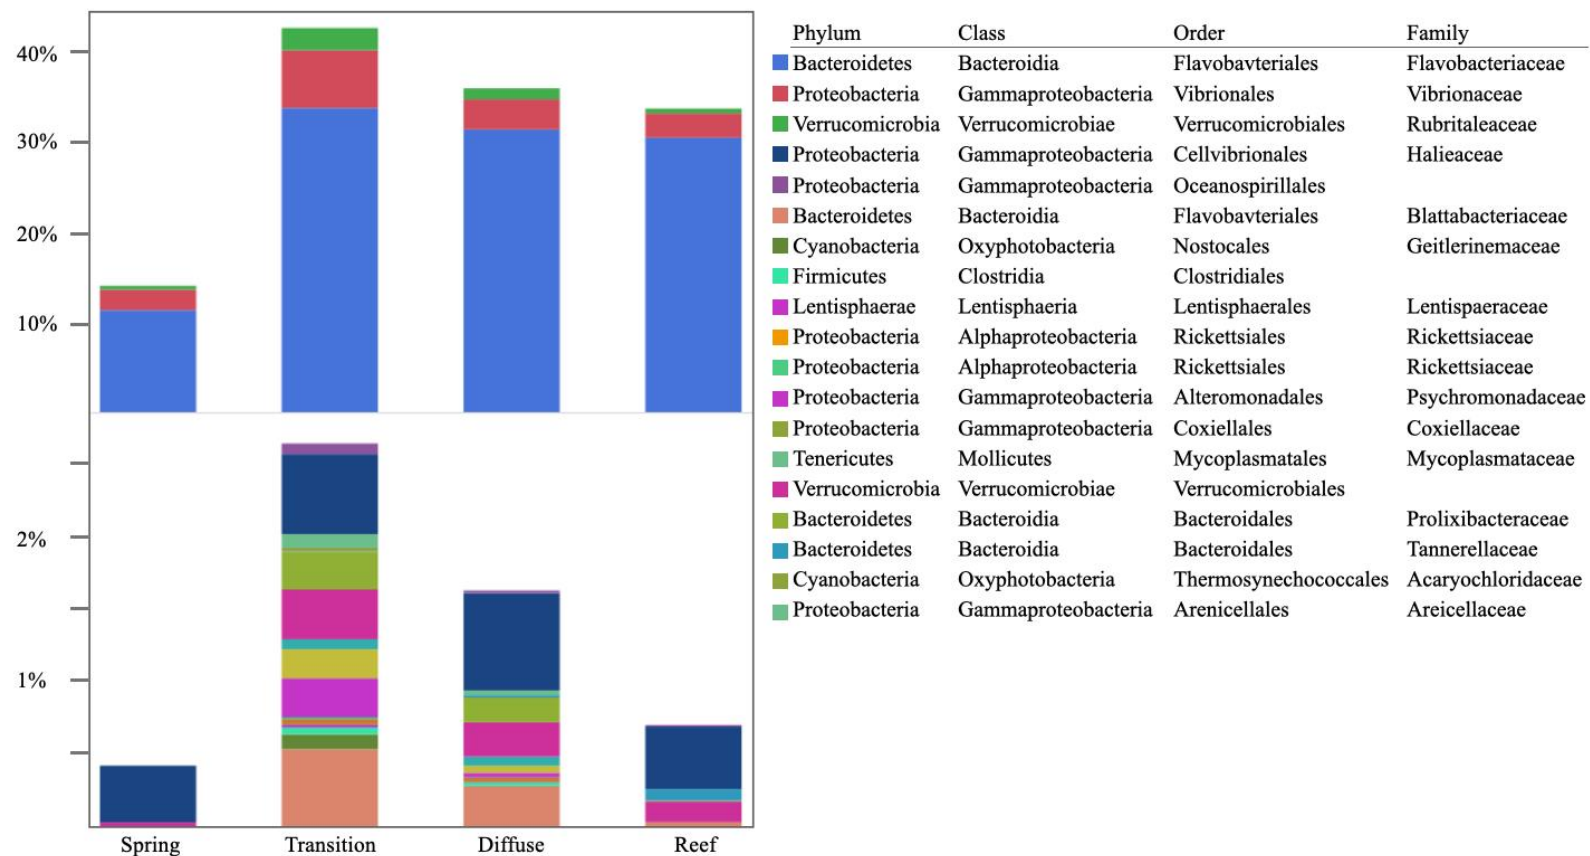 40%
30%
20%
10%
2%
1%
Spring Transition Diffuse Reef
Phylum Class Order Family
Bacteroidetes Bacteroidia Flavobavteriales Flavobacteriaceae
Proteobacteria Gammaproteobacteria Vibrionales Vibrionaceae
Verrucomicrobia Verrucomicrobiae Verrucomicrobiales Rubritaleaceae
Proteobacteria Gammaproteobacteria Cellvibrionales Halieaceae
Proteobacteria Gammaproteobacteria Oceanospirillales
Bacteroidetes Bacteroidia Flavobavteriales Blattabacteriaceae
Cyanobacteria Oxyphotobacteria Nostocales Geitlerinemaceae
Firmicutes Clostridia Clostridiales
Lentisphaerae Lentisphaeria Lentisphaerales Lentispaeraceae
Proteobacteria Alphaproteobacteria Rickettsiales Rickettsiaceae
Proteobacteria Alphaproteobacteria Rickettsiales Rickettsiaceae
Proteobacteria Gammaproteobacteria Alteromonadales Psychromonadaceae
Proteobacteria Gammaproteobacteria Coxiellales Coxiellaceae
Tenericutes Mollicutes Mycoplasmatales Mycoplasmataceae
Verrucomicrobia Verrucomicrobiae Verrucomicrobiales
Bacteroidetes Bacteroidia Bacteroidales Prolixibacteraceae
Bacteroidetes Bacteroidia Bacteroidales Tannerellaceae
Cyanobacteria Oxyphotobacteria Thermosynechococcales Acaryochloridaceae
Proteobacteria Gammaproteobacteria Arenicellales Areicellaceae